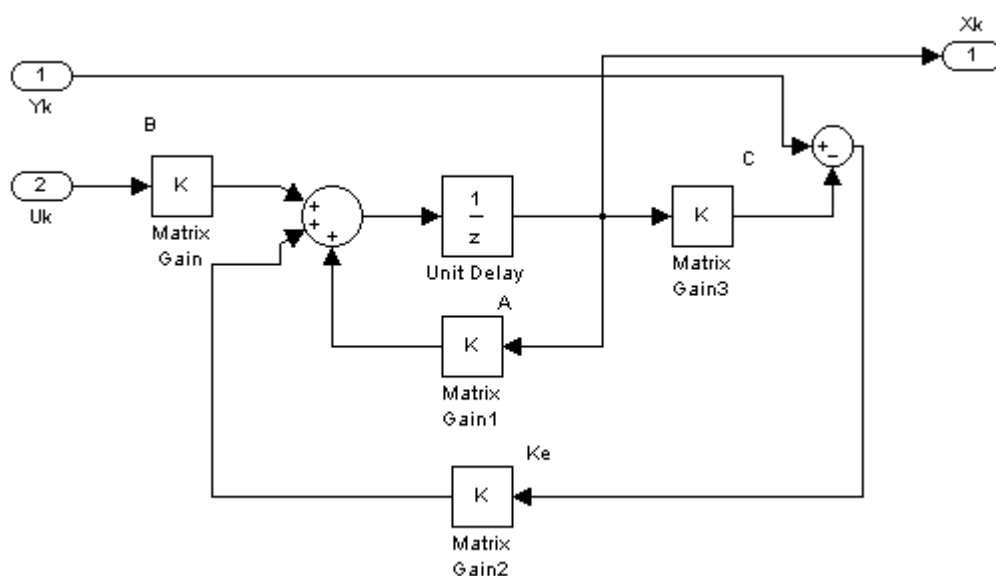 Xk
1
1
Yk
B
C
+
−
2
Uk
K
+
+
+
1
z
K
Matrix
Gain
Unit Delay
Matrix
Gain3
A
K
Matrix
Gain1
Ke
K
Matrix
Gain2